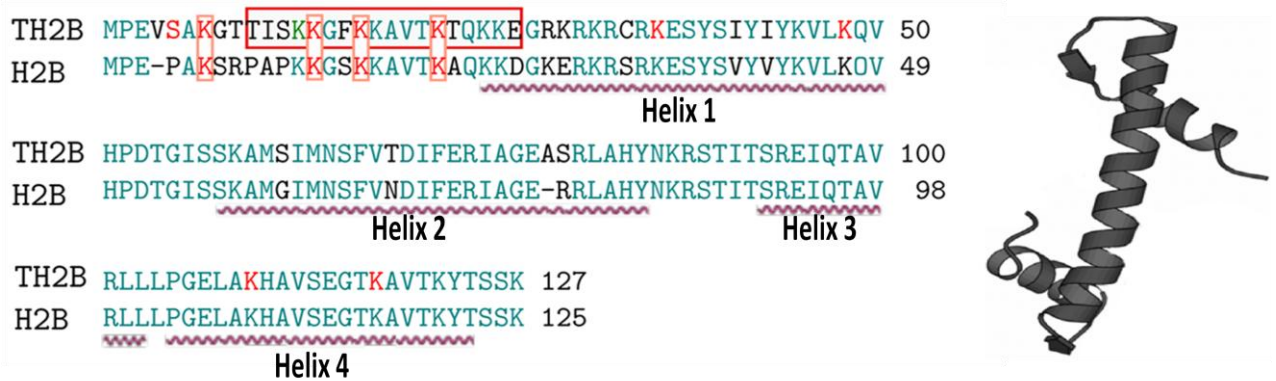 TH2B MPEVSAKGTTISKKGFKKAVTKTQKKEGRKRKRCRKESYSIYIYKVLKQV 50
H2B MPE-PAKSRPAPKKGSKKAVTKAQKKDGKERKRSRKESYSVYVYKVLKOV 49
Helix 1
TH2B HPDTGISSKAMSIMNSFVTDIFERIAGEASRLAHYNKRSTITSREIQTAV 100
H2B HPDTGISSKAMGIMNSFVNDIFERIAGE-RRLAHYNKRSTITSREIQTAV 98
Helix 2 Helix 3
TH2B RLLLPGELAKHAVSEGTKAVTKYTSSK 127
H2B RLLLPGELAKHAVSEGTKAVTKYTSSK 125
Helix 4